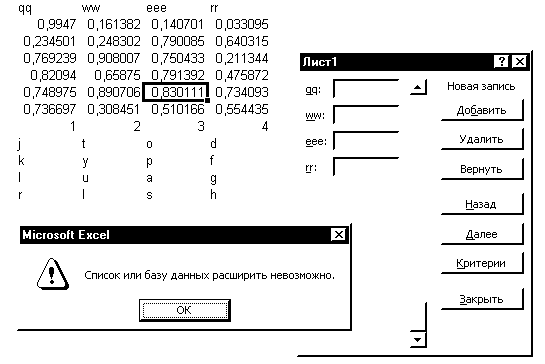 qq ww eee rr
0,9947 0,161382 0,140701 0,033095
0,234501 0,248302 0,790085 0,640315
0,769239 0,908007 0,750433 0,211344
0,82094 0,65875 0,791392 0,475872
0,748975 0,890706 0,830111 0,734093
0,736697 0,308451 0,510166 0,554435
1 2 3 4
j t o d
k y p f
l u a g
r l s h
Лист1
qq:
ww:
eee:
rr:
Новая запись
Добавить
Удалить
Вернуть
Назад
Далее
Критерии
Закрыть
Microsoft Excel
Список или базу данных расширить невозможно.
ОК